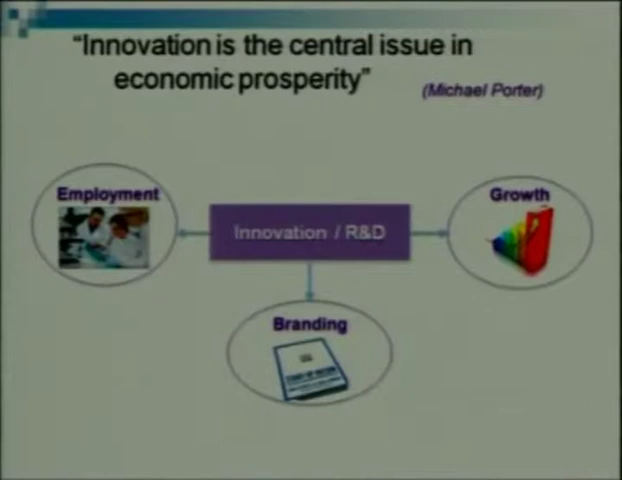 “Innovation is the central issue in
economic prosperity”
(Michael Porter)
Employment
Growth
Innovation / R&D
Branding